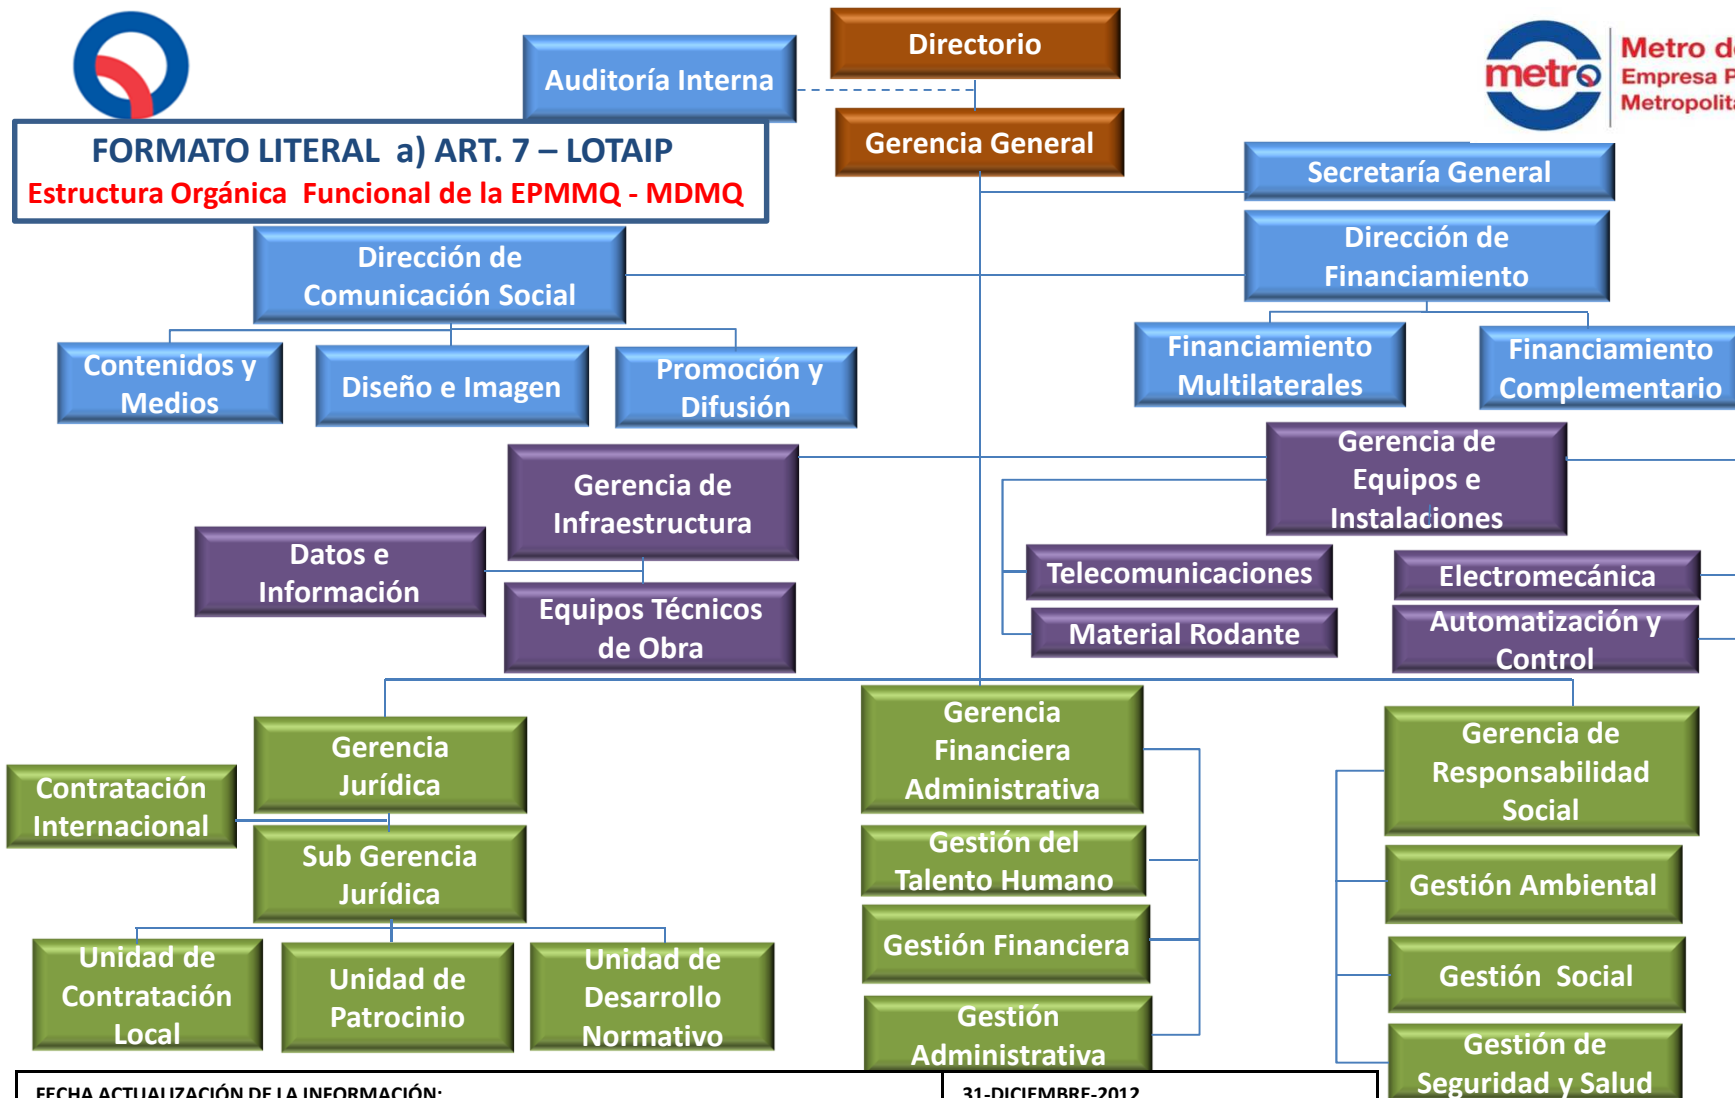 Directorio
Auditoría Interna
Gerencia General
metro
Metro
Empresa
FORMATO LITERAL a) ART. 7 – LOTAIP
Estructura Orgánica Funcional de la EPMMQ - MDMQ
Secretaría General
Dirección de
Comunicación Social
Dirección de
Financiamiento
Contenidos y
Medios
Diseño e Imagen
Promoción y
Difusión
Financiamiento
Multilaterales
Financiamiento
Complementario
Gerencia de
Infraestructura
Gerencia de
Equipos e
Instalaciones
Datos e
Información
Equipos Técnicos
de Obra
Telecomunicaciones
Material Rodante
Electromecánica
Automatización y
Control
Gerencia
Jurídica
Contratación
Internacional
Sub Gerencia
Jurídica
Unidad de
Contratación
Local
Unidad de
Patrocinio
Unidad de
Desarrollo
Normativo
Gerencia
Financiera
Administrativa
Gestión del
Talento Humano
Gestión Financiera
Gestión
Administrativa
Gerencia de
Responsabilidad
Social
Gestión Ambiental
Gestión Social
Gestión de
Seguridad y Salud
FECHA ACTUALIZACIÓN DE LA INFORMACIÓN:
31-DICIEMBRE-2012